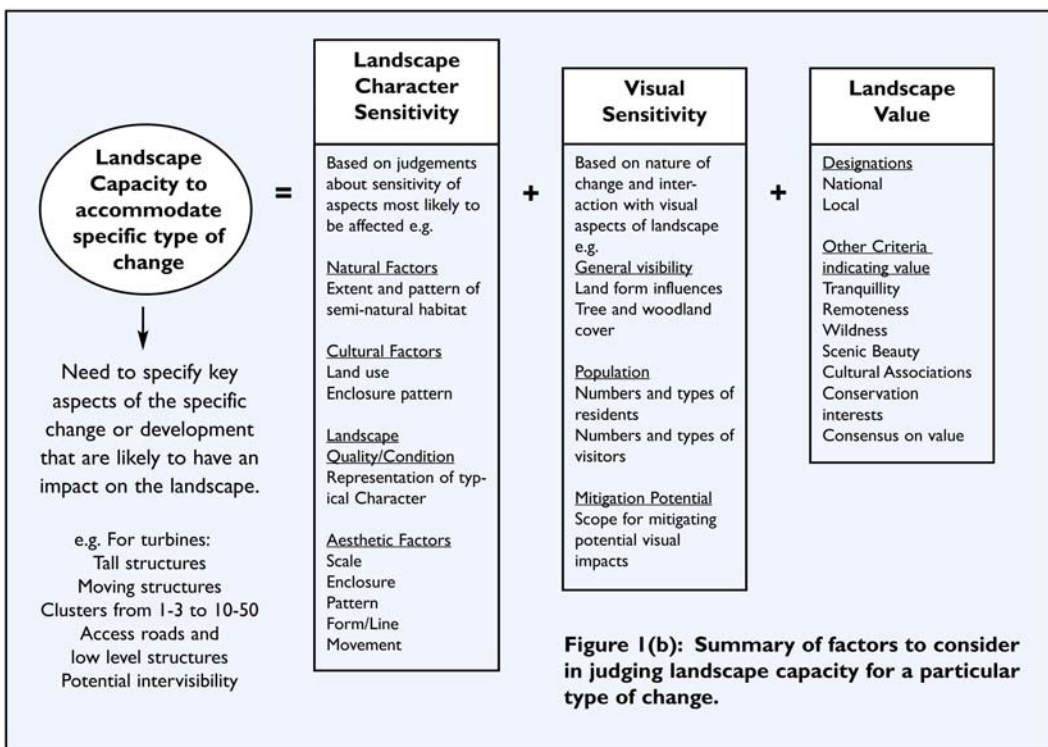 Landscape
Capacity to
accommodate
specific type of
change
Need to specify key
aspects of the specific
change or development
that are likely to have an
impact on the landscape.
e.g. For turbines:
Tall structures
Moving structures
Clusters from 1-3 to 10-50
Access roads and
low level structures
Potential intervisibility
=
Landscape
Character
Sensitivity
Based on judgements
about sensitivity of
aspects most likely to
be affected e.g.
Natural Factors
Extent and pattern of
semi-natural habitat
Cultural Factors
Land use
Enclosure pattern
Landscape
Quality/Condition
Representation of typ-
ical Character
Aesthetic Factors
Scale
Enclosure
Pattern
Form/Line
Movement
+
Visual
Sensitivity
Based on nature of
change and inter-
action with visual
aspects of landscape
e.g.
General visibility
Land form influences
Tree and woodland
cover
Population
Numbers and types of
residents
Numbers and types of
visitors
Mitigation Potential
Scope for mitigating
potential visual
impacts
+
Landscape
Value
Designations
National
Local
Other Criteria
indicating value
Tranquillity
Remoteness
Wildness
Scenic Beauty
Cultural Associations
Conservation
interests
Consensus on value
Figure 1(b): Summary of factors to consider
in judging landscape capacity for a particular
type of change.